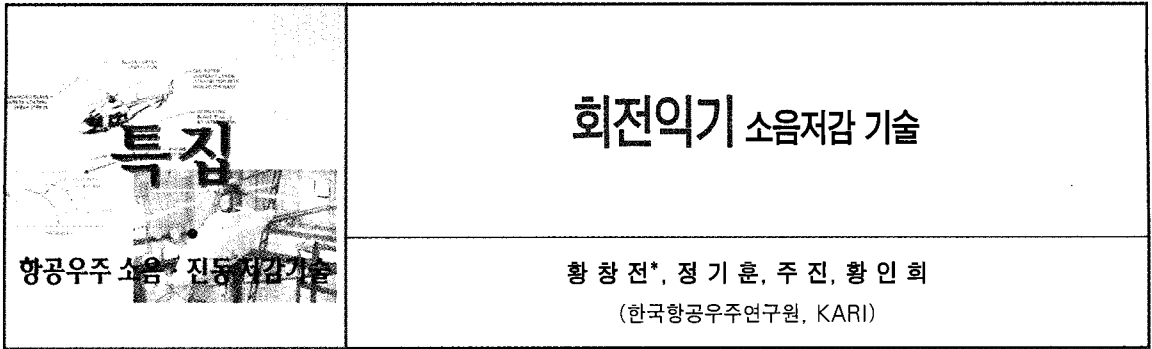 특집
항공우주 소음·진동저감기술
회전익기 소음저감 기술
황창전*, 정기훈, 주진, 황인희
(한국항공우주연구원, KARI)